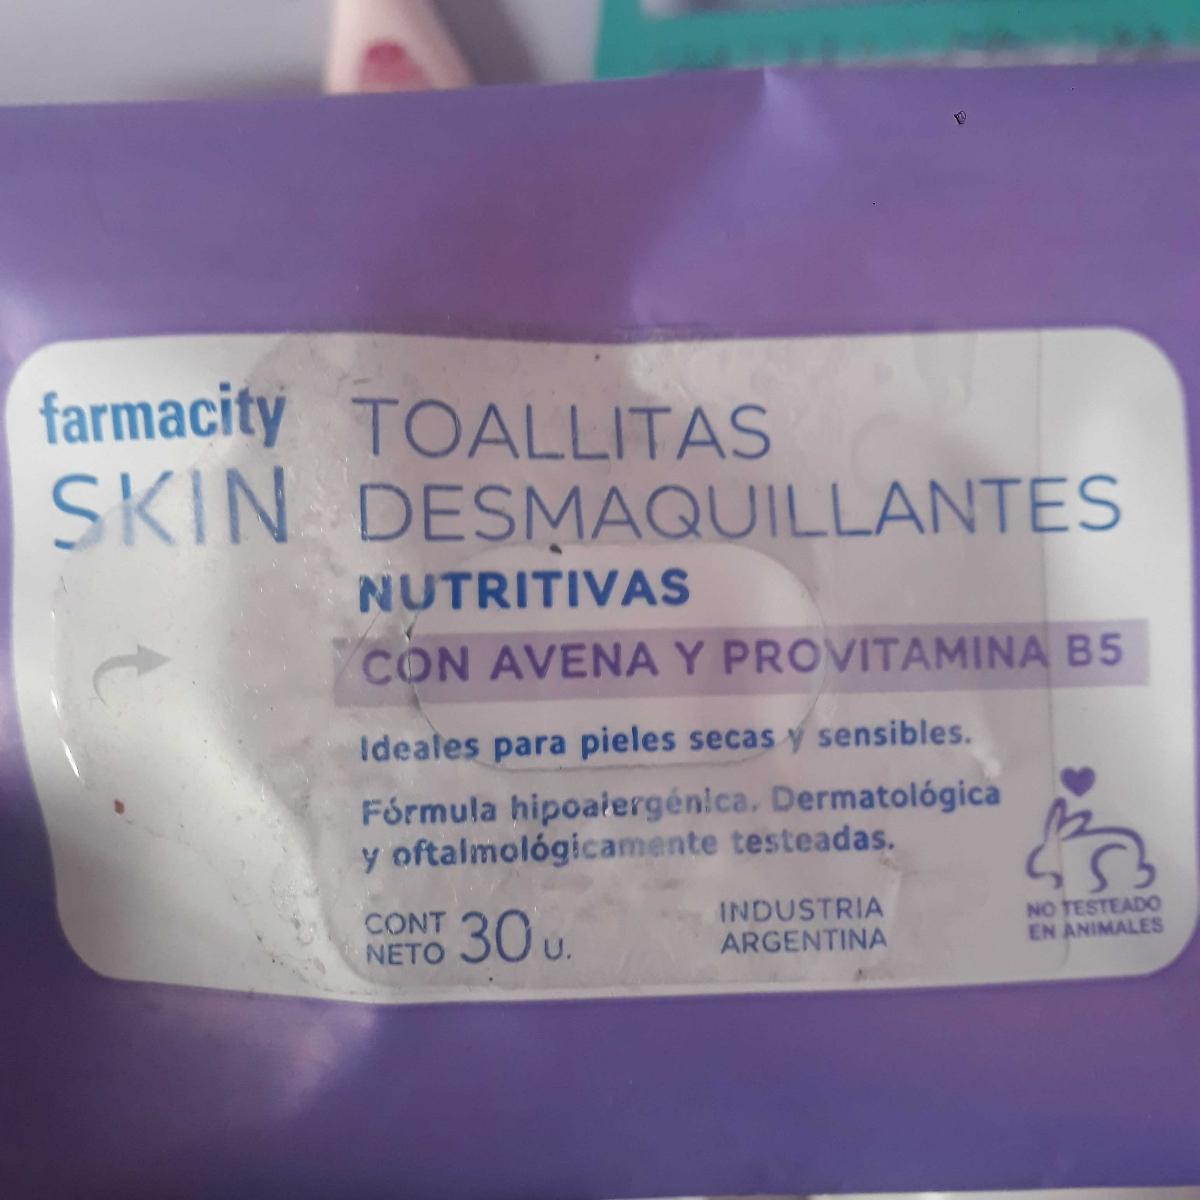 farmacity
SKIN
TOALLITAS
DESMAQUILLANTES
NUTRITIVAS
CON AVENA Y PROVITAMINA B5
Ideales para pieles secas y sensibles.
Fórmula hipoalergénica. Dermatológica
y oftalmológicamente testeadas.
CONT
NETO 30 U.
INDUSTRIA
ARGENTINA
NO TESTEADO
EN ANIMALES